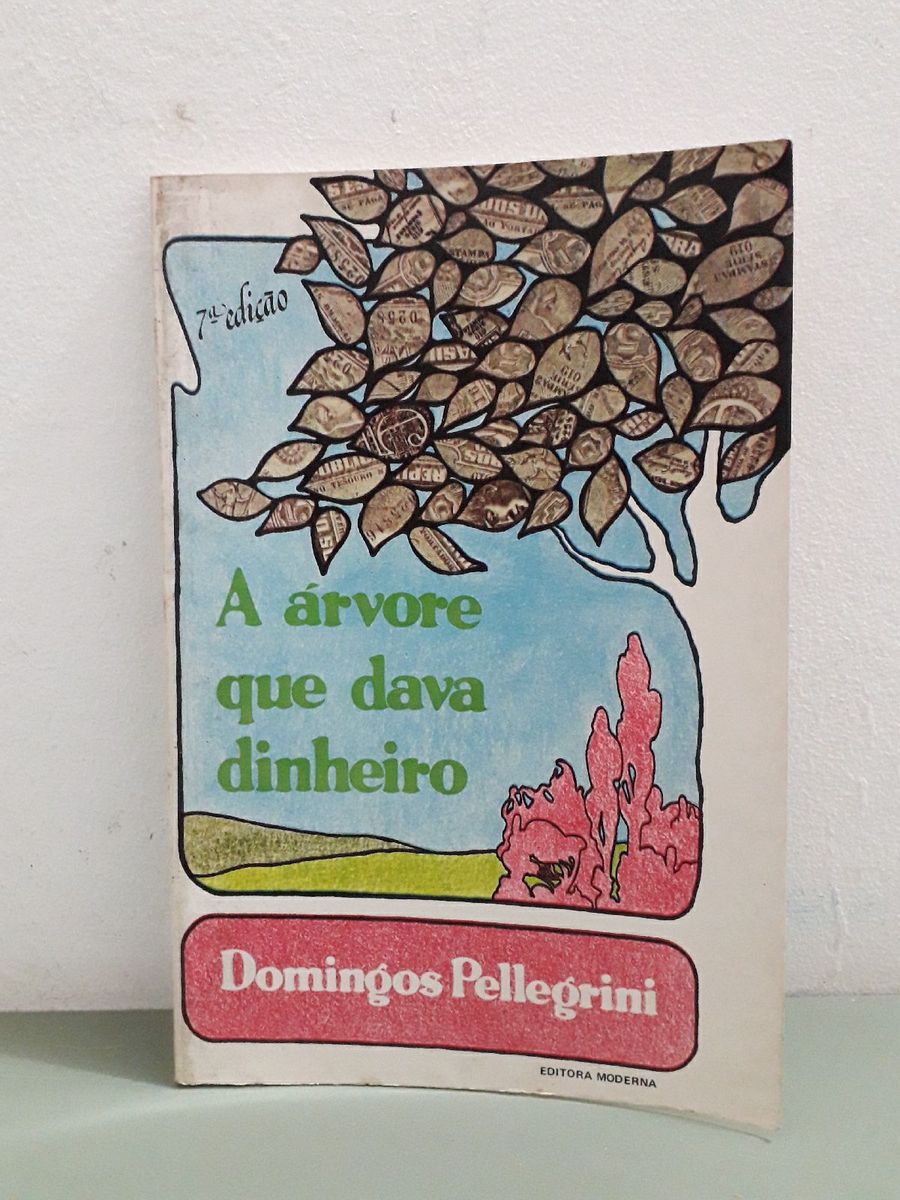 7ª edição
A árvore
que dava
dinheiro
Domingos Pellegrini
EDITORA MODERNA